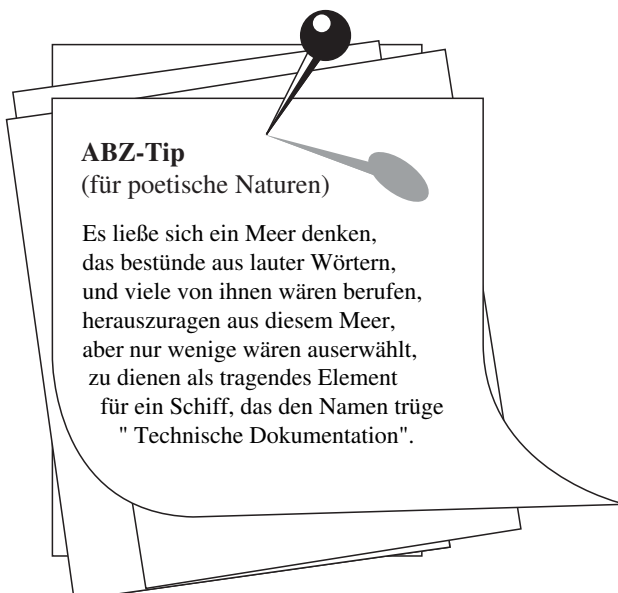 ABZ-Tip
(für poetische Naturen)
Es ließe sich ein Meer denken,
das bestünde aus lauter Wörtern,
und viele von ihnen wären berufen,
herauszuragen aus diesem Meer,
aber nur wenige wären auserwählt,
zu dienen als tragendes Element
für ein Schiff, das den Namen trüge
" Technische Dokumentation".